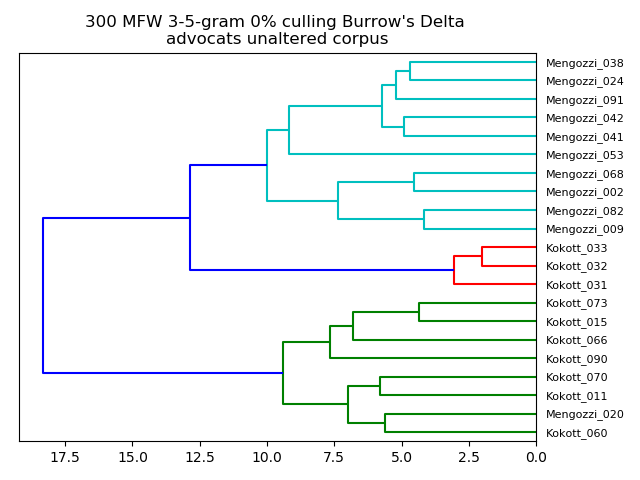 300 MFW 3-5-gram 0% culling Burrow's Delta
advocats unaltered corpus
Mengozzi_038
Mengozzi_024
Mengozzi_091
Mengozzi_042
Mengozzi_041
Mengozzi_053
Mengozzi_068
Mengozzi_002
Mengozzi_082
Mengozzi_009
Kokott_033
Kokott_032
Kokott_031
Kokott_073
Kokott_015
Kokott_066
Kokott_090
Kokott_070
Kokott_011
Mengozzi_020
Kokott_060
17.5 15.0 12.5 10.0 7.5 5.0 2.5 0.0